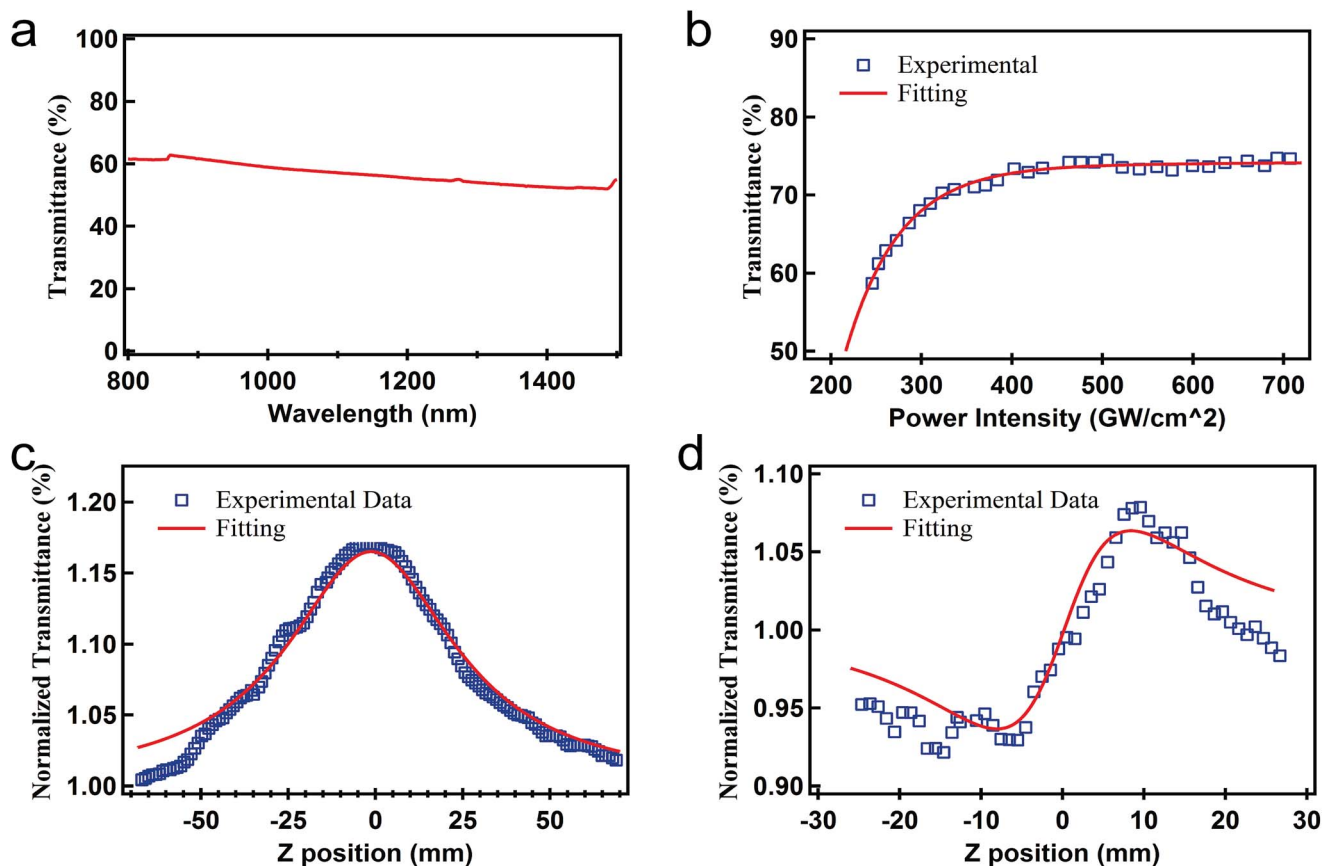 a
100
80
60
40
20
0
800 1000 1200 1400
Transmittance (%)
Wavelength (nm)
b
90
80
70
60
50
200 300 400 500 600 700
Transmittance (%)
Power Intensity (GW/cm^2)
Experimental
Fitting
c
1.20
1.15
1.10
1.05
1.00
-50 -25 0 25 50
Normalized Transmittance (%)
Z position (mm)
Experimental Data
Fitting
d
1.10
1.05
1.00
0.95
0.90
-30 -20 -10 0 10 20 30
Normalized Transmittance (%)
Z position (mm)
Experimental Data
Fitting